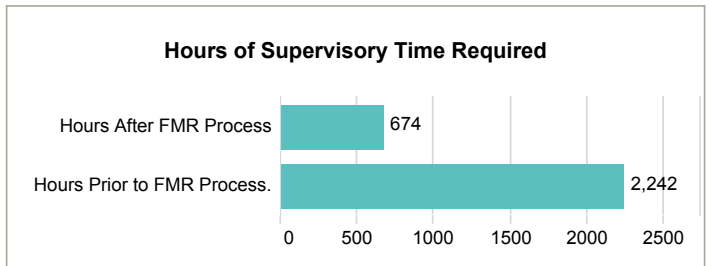 Hours of Supervisory Time Required
Hours After FMR Process
674
Hours Prior to FMR Process.
2,242
0 500 1000 1500 2000 2500